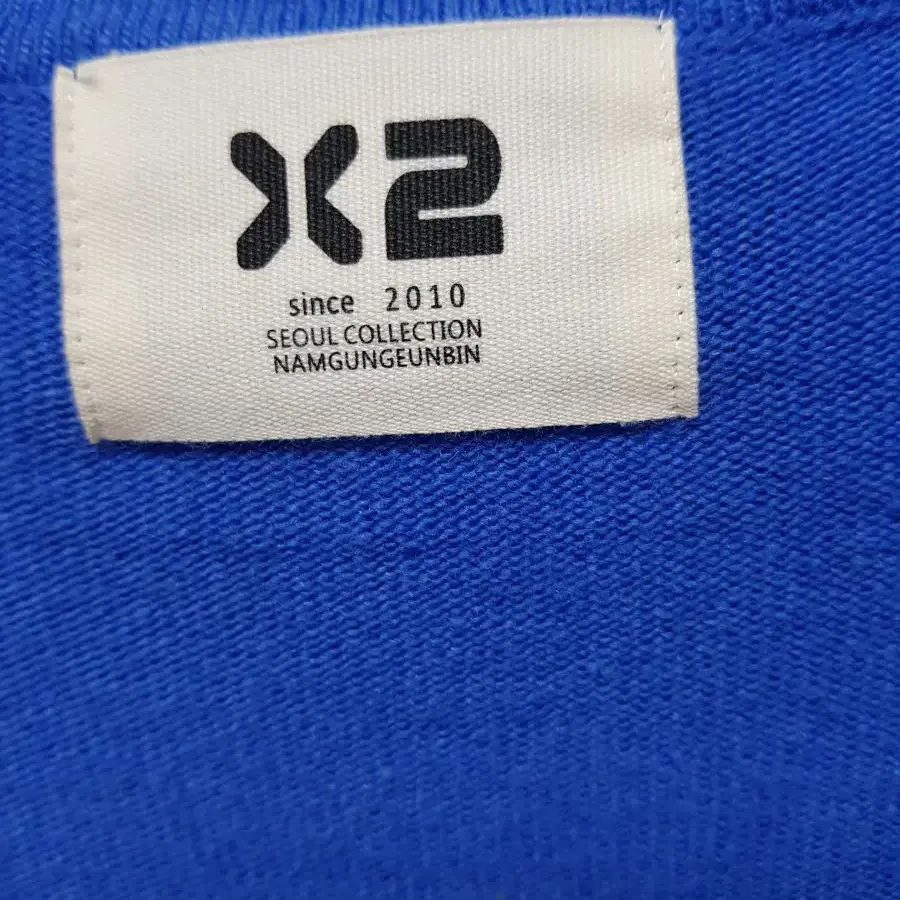 X2
since 2010
SEOUL COLLECTION
NAMGUNGEUNBIN